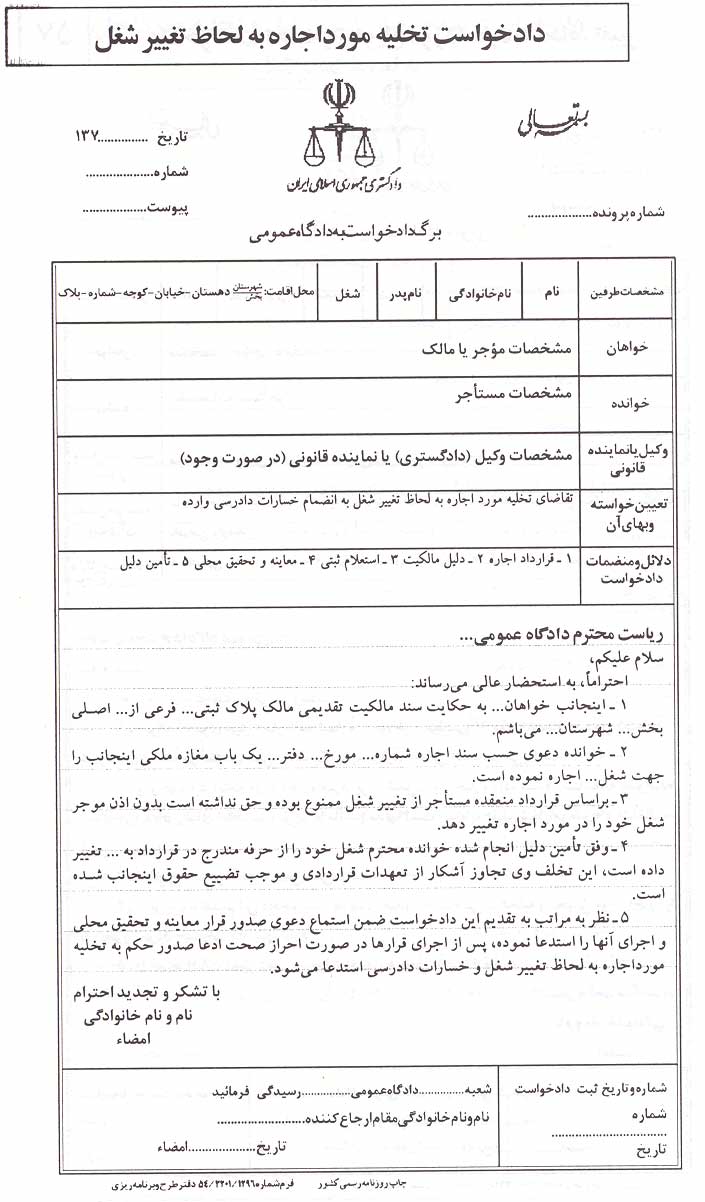 دادخواست تخلیه مورد اجاره به لحاظ تغییر شغل
بسمه تعالی
دادگستری جمهوری اسلامی ایران
تاریخ ............... ۱۳۷
شماره....................
پیوست...................
شماره پرونده...................
برگ دادخواست به دادگاه عمومی
مشخصات طرفین نام نام خانوادگی نام پدر شغل محل اقامت: شهرستان بخش دهستان-خیابان-کوچه-شماره-پلاک
خواهان مشخصات مؤجر یا مالک
خوانده مشخصات مستأجر
وکیل یا نماینده قانونی مشخصات وکیل (دادگستری) یا نماینده قانونی (در صورت وجود)
تعیین خواسته وبهای آن تقاضای تخلیه مورد اجاره به لحاظ تغییر شغل به انضمام خسارات دادرسی وارده
دلائل و منضمات دادخواست ۱ ـ قرارداد اجاره ۲ ـ دلیل مالکیت ۳ ـ استعلام ثبتی ۴ ـ معاینه و تحقیق محلی ۵ ـ تأمین دلیل
ریاست محترم دادگاه عمومی...
سلام علیکم،
احتراماً، به استحضار عالی می‌رساند:
۱ ـ اینجانب خواهان... به حکایت سند مالکیت تقدیمی مالک پلاک ثبتی... فرعی از... اصلی
بخش... شهرستان... می‌باشم.
۲ ـ خوانده دعوی حسب سند اجاره شماره... مورخ... دفتر... یک باب مغازه ملکی اینجانب را
جهت شغل... اجاره نموده است.
۳ ـ براساس قرارداد منعقده مستأجر از تغییر شغل ممنوع بوده و حق نداشته است بدون اذن موجر
شغل خود را در مورد اجاره تغییر دهد.
۴ ـ وفق تأمین دلیل انجام شده خوانده محترم شغل خود را از حرفه مندرج در قرارداد به ... تغییر
داده است، این تخلف وی تجاوز آشکار از تعهدات قراردادی و موجب تضییع حقوق اینجانب شده
است.
۵ ـ نظر به مراتب به تقدیم این دادخواست ضمن استماع دعوی صدور قرار معاینه و تحقیق محلی
و اجرای آنها را استدعا نموده، پس از اجرای قرارها در صورت احراز صحت ادعا صدور حکم به تخلیه
مورداجاره به لحاظ تغییر شغل و خسارات دادرسی استدعا می‌شود.
با تشکر و تجدید احترام
نام و نام خانوادگی
امضاء
شماره وتاریخ ثبت دادخواست
شماره
................................
تاریخ
شعبه...............دادگاه عمومی...............رسیدگی فرمائید
نام ونام خانوادگی مقام ارجاع کننده..........................
تاریخ.....................امضاء
چاپ روزنامه رسمی کشور فرم شماره ۵۴/۲۲۰۱/۱۲۹۶ دفتر طرح و برنامه ریزی